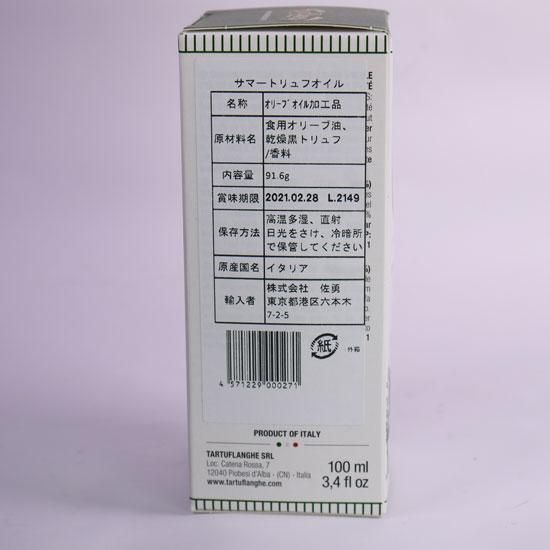 サマートリュフオイル
名称 ｵﾘｰﾌﾞｵｲﾙ加工品
原材料名 食用オリーブ油、
乾燥黒トリュフ
/香料
内容量 91.6g
賞味期限 2021.02.28 L.2149
保存方法 高温多湿、直射
日光をさけ、冷暗所
で保管してください
原産国名 イタリア
輸入者 株式会社 佐勇
東京都港区六本木
7-2-5
4 571229 000271
紙 外箱
PRODUCT OF ITALY
TARTUFLANGHE SRL
Loc. Catena Rossa, 7
12040 Piobesi d'Alba - (CN) - Italia
www.tartuflanghe.com
100 ml
3,4 fl oz